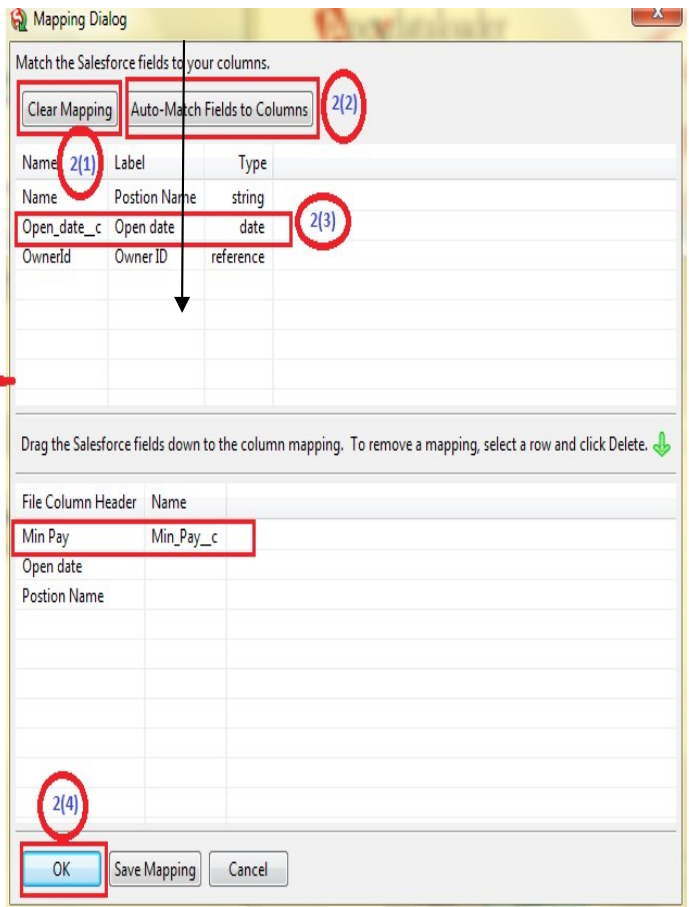 Mapping Dialog
Match the Salesforce fields to your columns.
Clear Mapping Auto-Match Fields to Columns 2(2)
Name 2(1) Label Type
Name Postion Name string
Open_date__c Open date date 2(3)
OwnerId Owner ID reference
Drag the Salesforce fields down to the column mapping. To remove a mapping, select a row and click Delete.
File Column Header Name
Min Pay Min_Pay__c
Open date
Postion Name
2(4)
OK Save Mapping Cancel